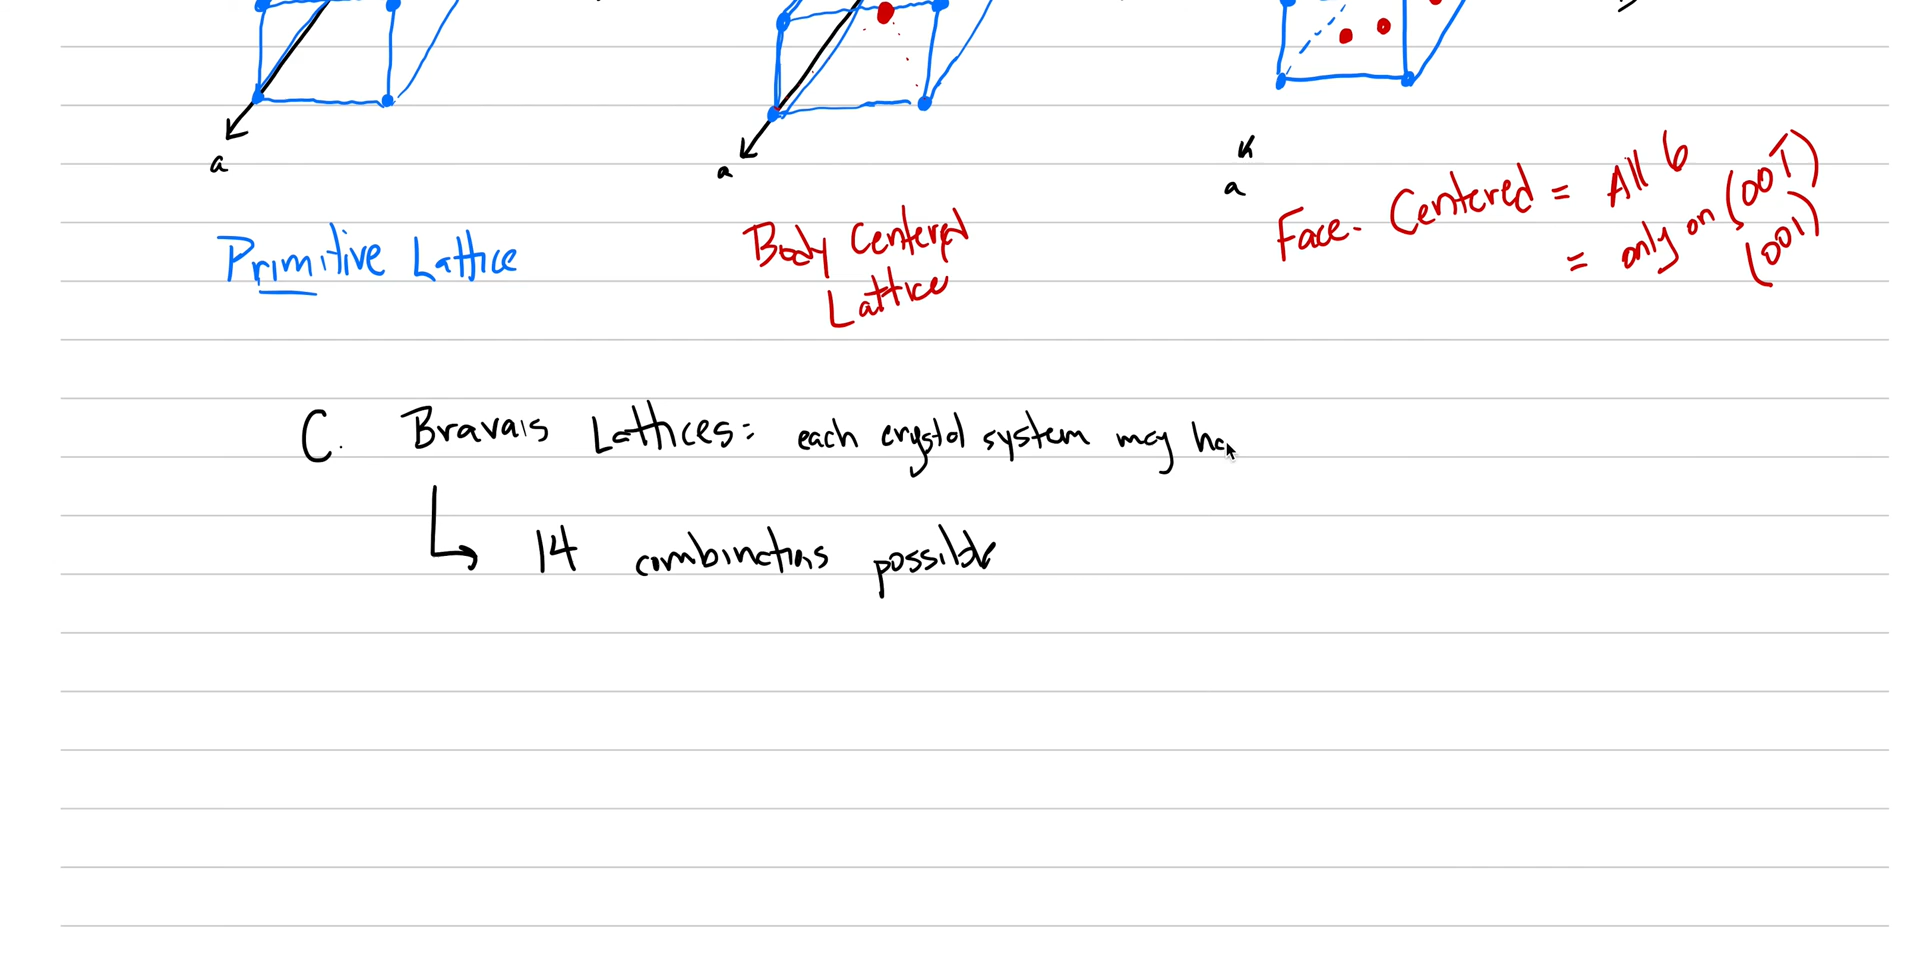 a
a
a
Primitive Lattice
Body Centered
Lattice
Face-Centered = All 6
= only on (001̅)
(001)
C. Bravais Lattices: each crystal system may ha
14 combinations possible